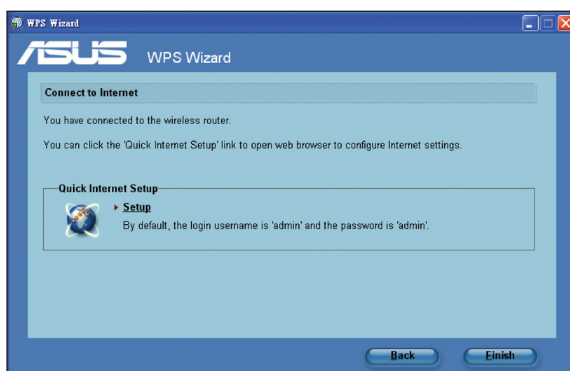 WPS Wizard
ASUS WPS Wizard
Connect to Internet
You have connected to the wireless router.
You can click the 'Quick Internet Setup' link to open web browser to configure Internet settings.
Quick Internet Setup
Setup
By default, the login username is 'admin' and the password is 'admin'.
Back Finish